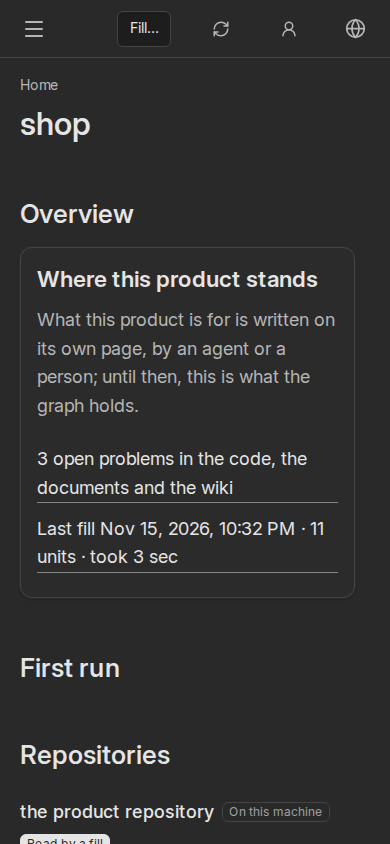 Fill...
Home
shop
Overview
Where this product stands
What this product is for is written on
its own page, by an agent or a
person; until then, this is what the
graph holds.
3 open problems in the code, the
documents and the wiki
Last fill Nov 15, 2026, 10:32 PM · 11
units · took 3 sec
First run
Repositories
the product repository On this machine
Read by a fill